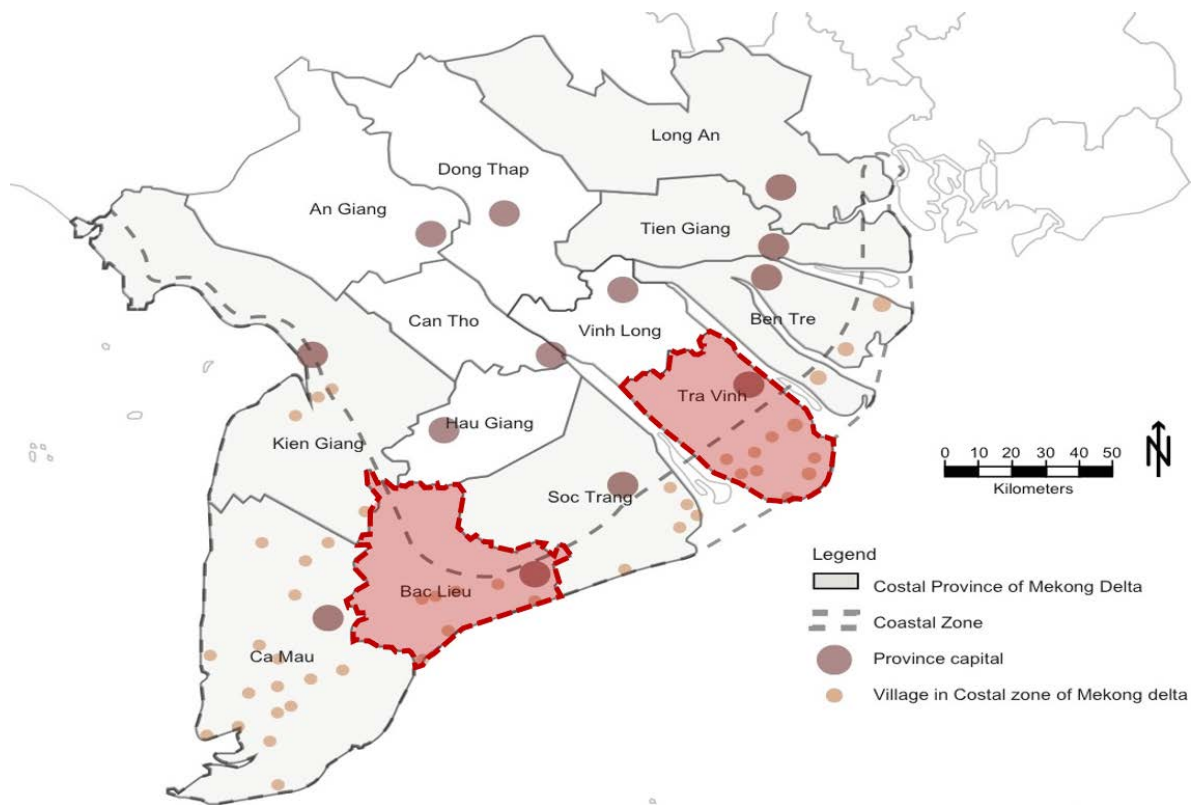 Long An
Dong Thap
An Giang
Tien Giang
Ben Tre
Can Tho
Vinh Long
Tra Vinh
Hau Giang
Kien Giang
Soc Trang
Bac Lieu
Ca Mau
N
0 10 20 30 40 50
Kilometers
Legend
Costal Province of Mekong Delta
Coastal Zone
Province capital
Village in Costal zone of Mekong delta